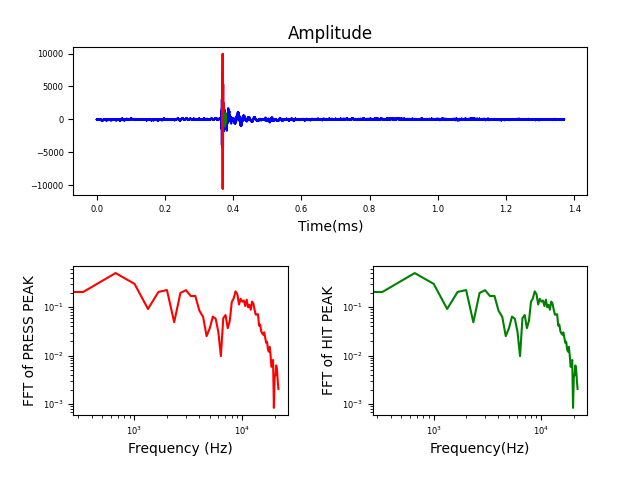 Amplitude
10000
5000
0
−5000
−10000
0.0 0.2 0.4 0.6 0.8 1.0 1.2 1.4
Time(ms)
FFT of PRESS PEAK
10⁻¹
10⁻²
10⁻³
10³ 10⁴
Frequency (Hz)
FFT of HIT PEAK
10⁻¹
10⁻²
10⁻³
10³ 10⁴
Frequency(Hz)